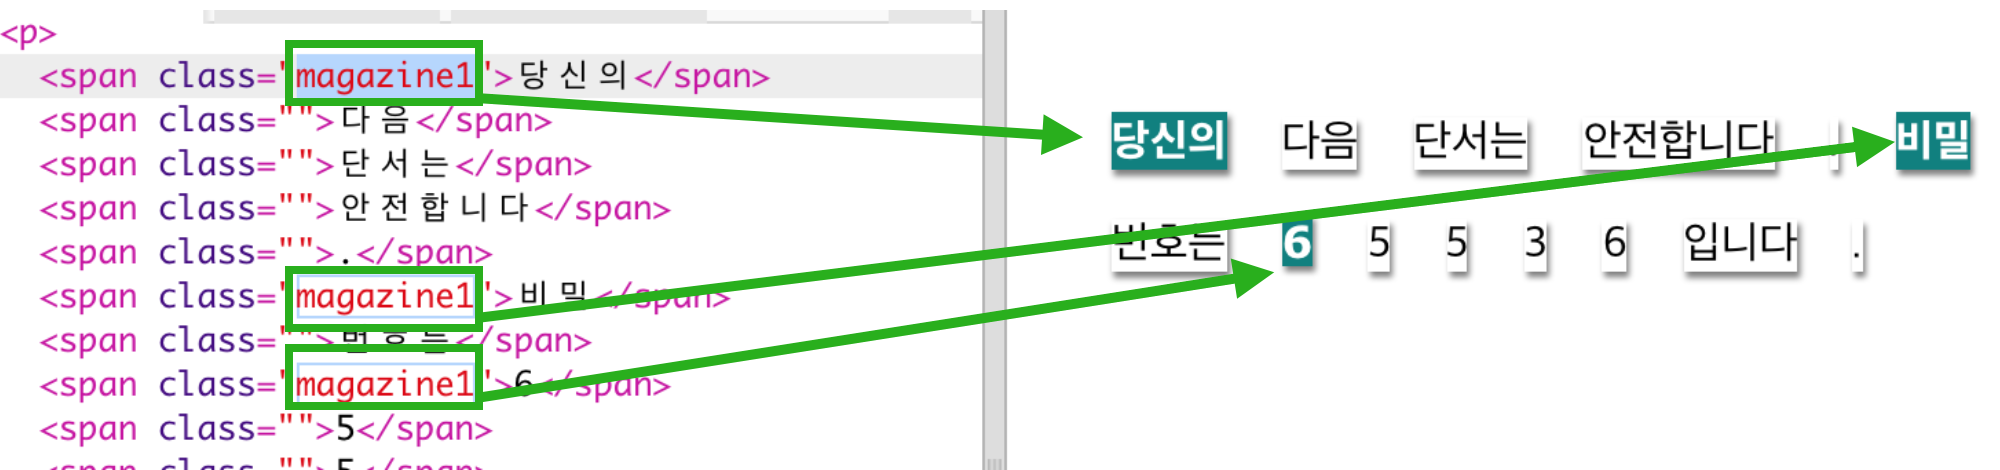 <p>
<span class="magazine1">당신의</span>
<span class="">다음</span>
<span class="">단서는</span>
<span class="">안전합니다</span>
<span class="">.</span>
<span class="magazine1">비밀</span>
<span class="">번호는</span>
<span class="magazine1">6</span>
<span class="">5</span>
<span class="">5</span>
당신의 다음 단서는 안전합니다 . 비밀
번호는 6 5 5 3 6 입니다 .